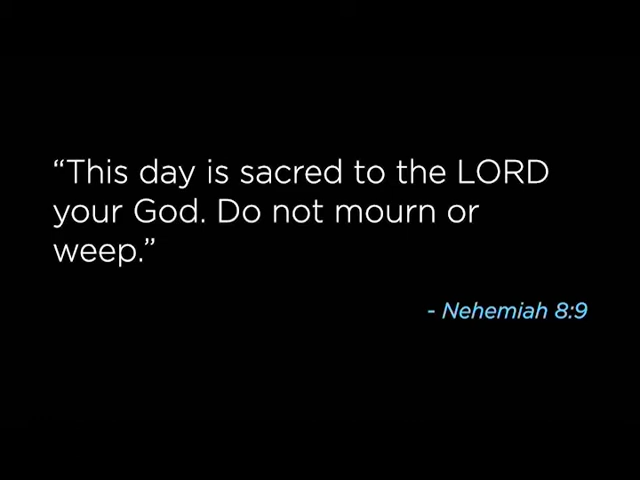 “This day is sacred to the LORD
your God. Do not mourn or
weep.”
- Nehemiah 8:9